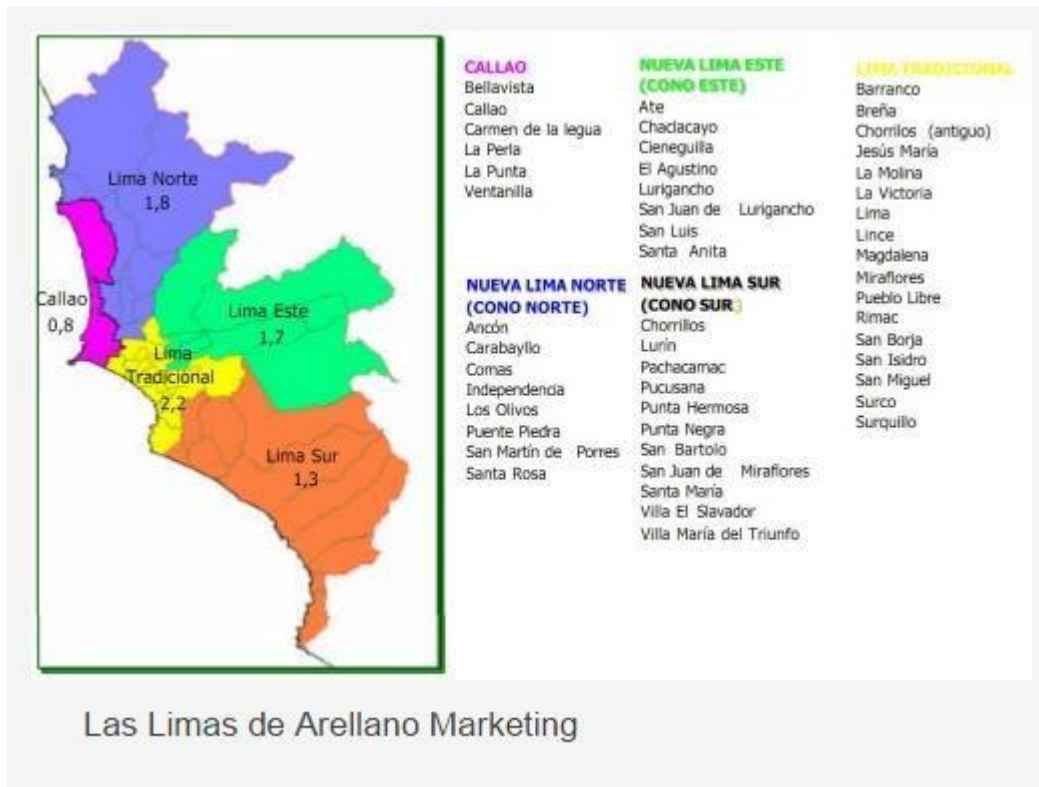 Lima Norte
1,8
Callao
0,8
Lima Este
1,7
Lima
Tradicional
2,2
Lima Sur
1,3
CALLAO
Bellavista
Callao
Carmen de la legua
La Perla
La Punta
Ventanilla
NUEVA LIMA ESTE
(CONO ESTE)
Ate
Chaclacayo
Cieneguilla
El Agustino
Lurigancho
San Juan de Lurigancho
San Luis
Santa Anita
LIMA TRADICIONAL
Barranco
Breña
Chorrilos (antiguo)
Jesús María
La Molina
La Victoria
Lima
Lince
Magdalena
Miraflores
Pueblo Libre
Rimac
San Borja
San Isidro
San Miguel
Surco
Surquillo
NUEVA LIMA NORTE
(CONO NORTE)
Ancón
Carabayllo
Comas
Independencia
Los Olivos
Puente Piedra
San Martín de Porres
Santa Rosa
NUEVA LIMA SUR
(CONO SUR)
Chorrillos
Lurín
Pachacamac
Pucusana
Punta Hermosa
Punta Negra
San Bartolo
San Juan de Miraflores
Santa María
Villa El Slavador
Villa María del Triunfo
Las Limas de Arellano Marketing